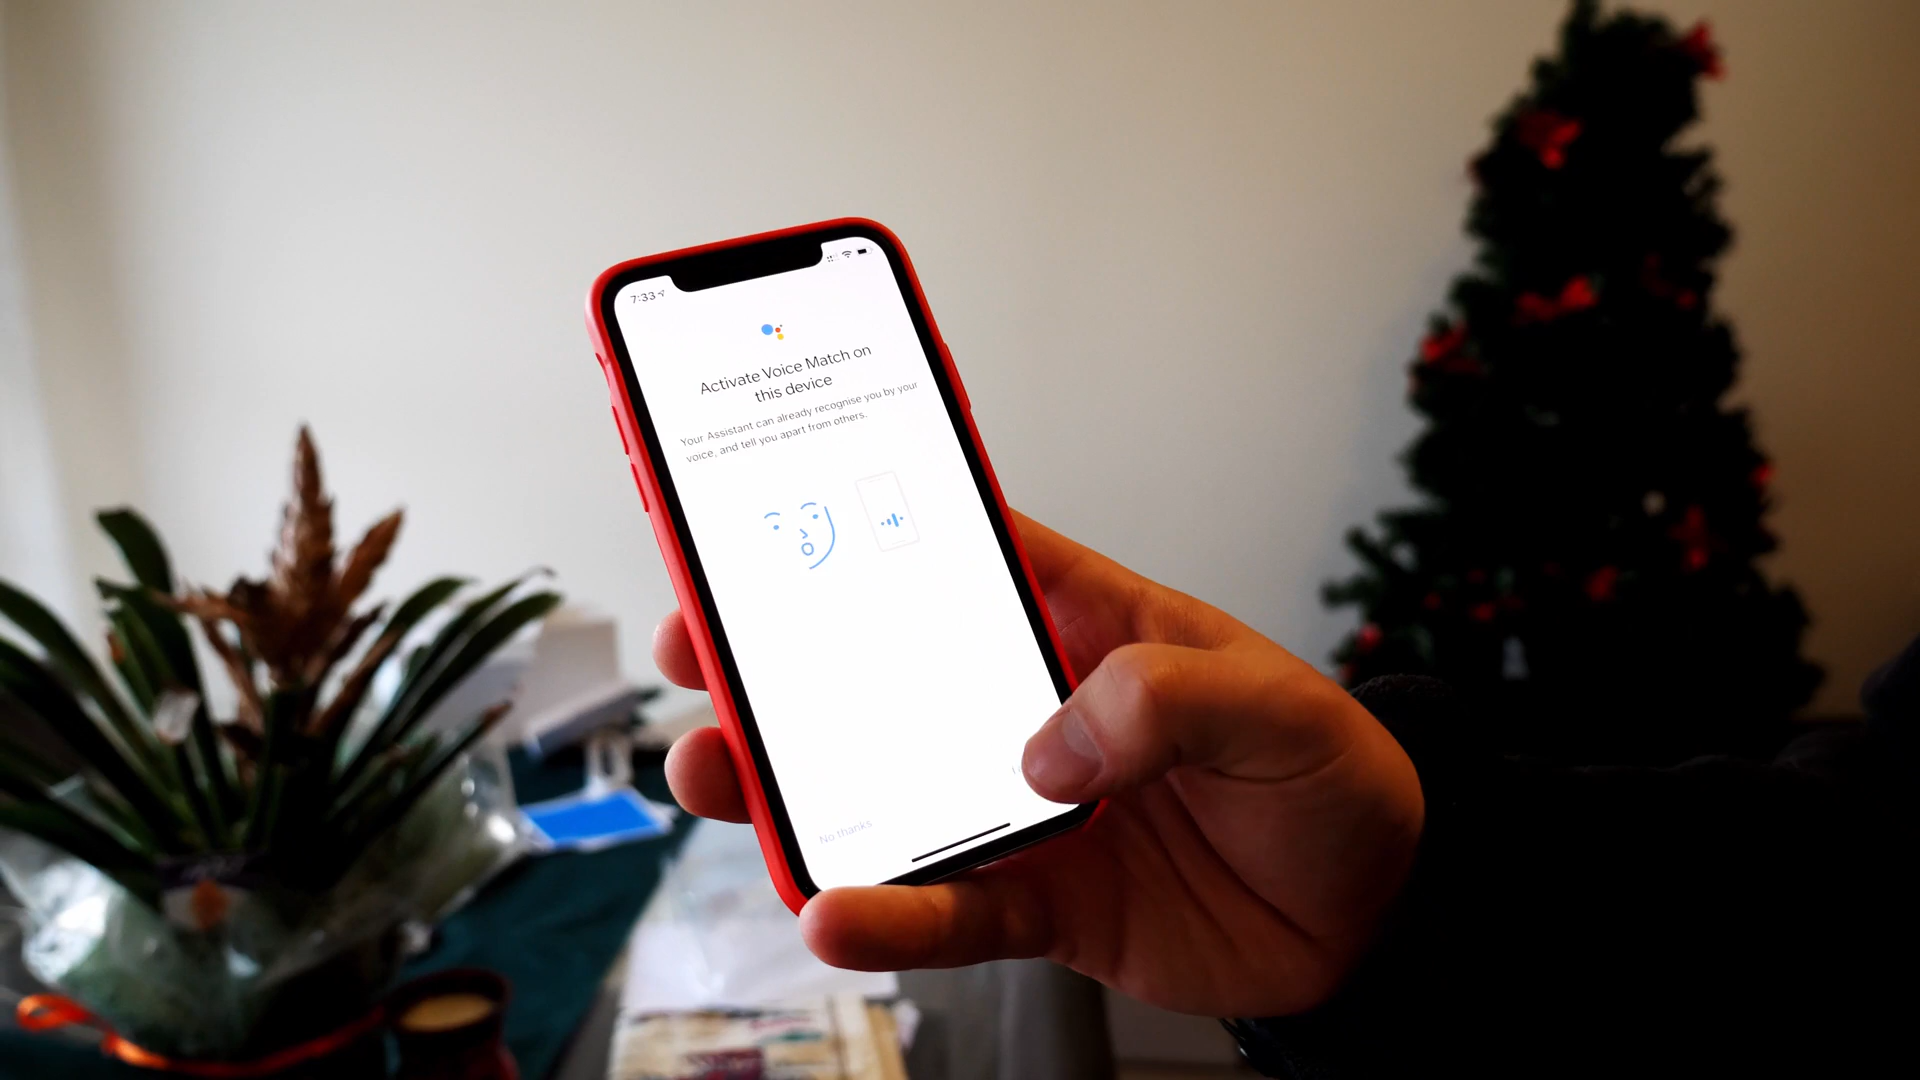 7:33
Activate Voice Match on
this device
Your Assistant can already recognise you by your
voice, and tell you apart from others.
No thanks